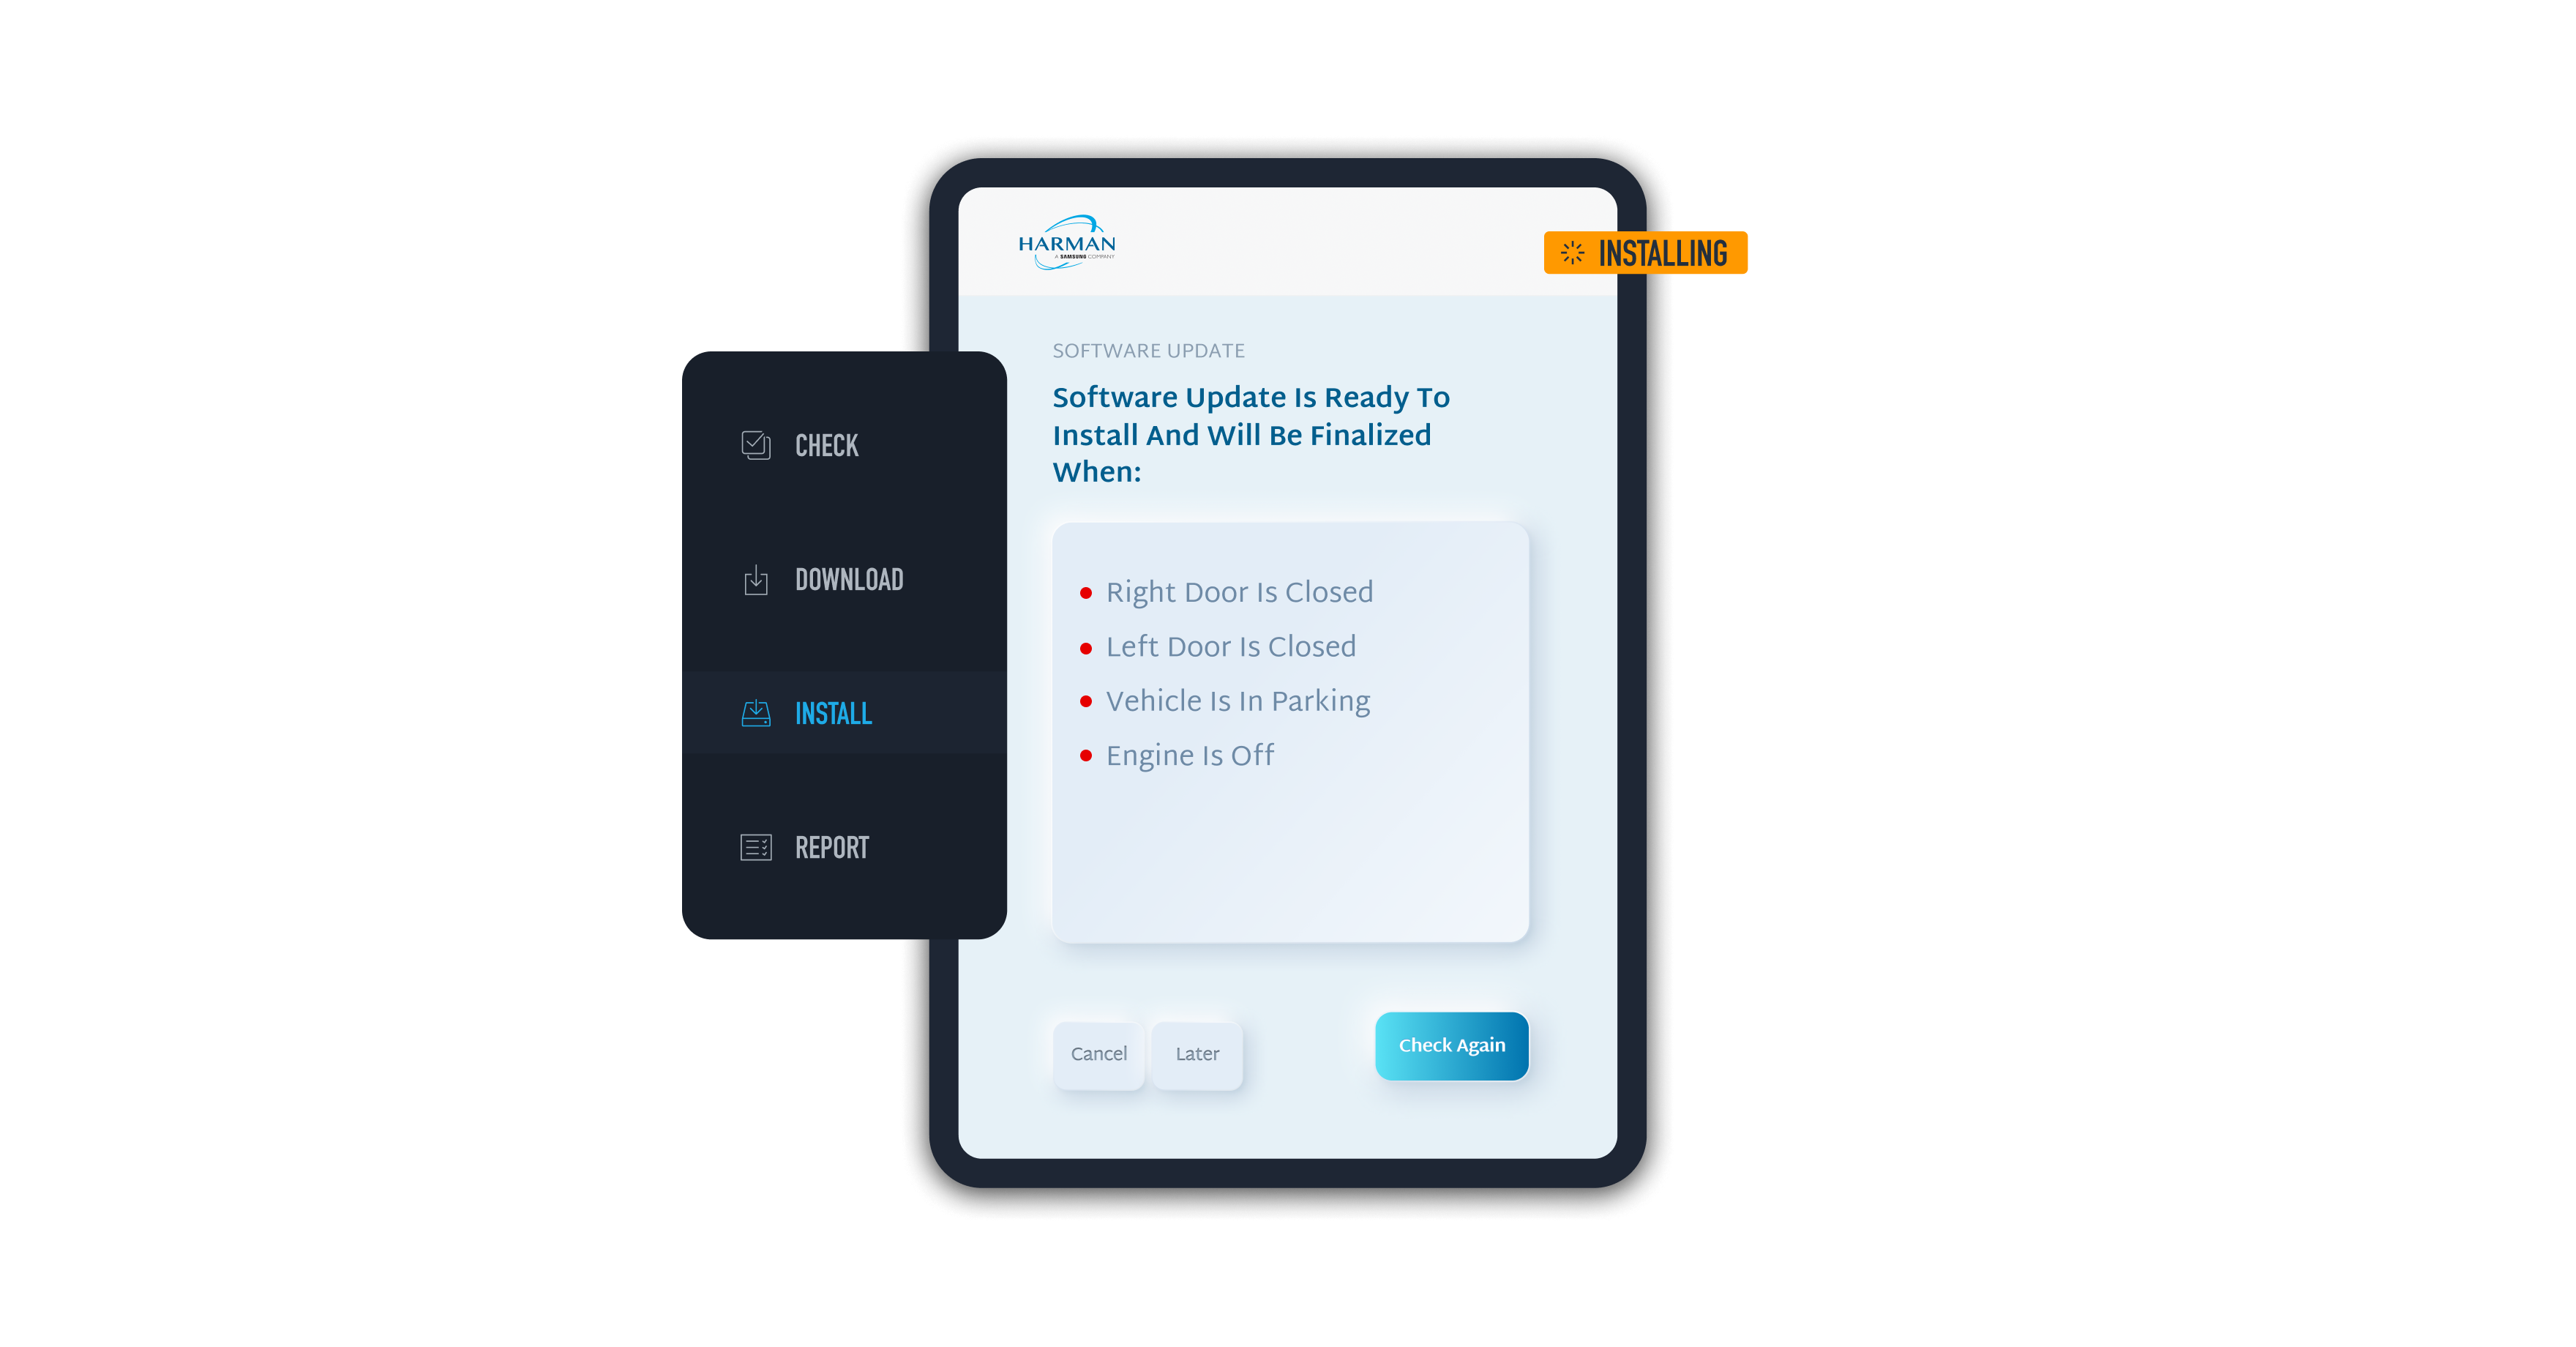 HARMAN
A SAMSUNG COMPANY
INSTALLING
CHECK
DOWNLOAD
INSTALL
REPORT
SOFTWARE UPDATE
Software Update Is Ready To
Install And Will Be Finalized
When:
Right Door Is Closed
Left Door Is Closed
Vehicle Is In Parking
Engine Is Off
Cancel
Later
Check Again